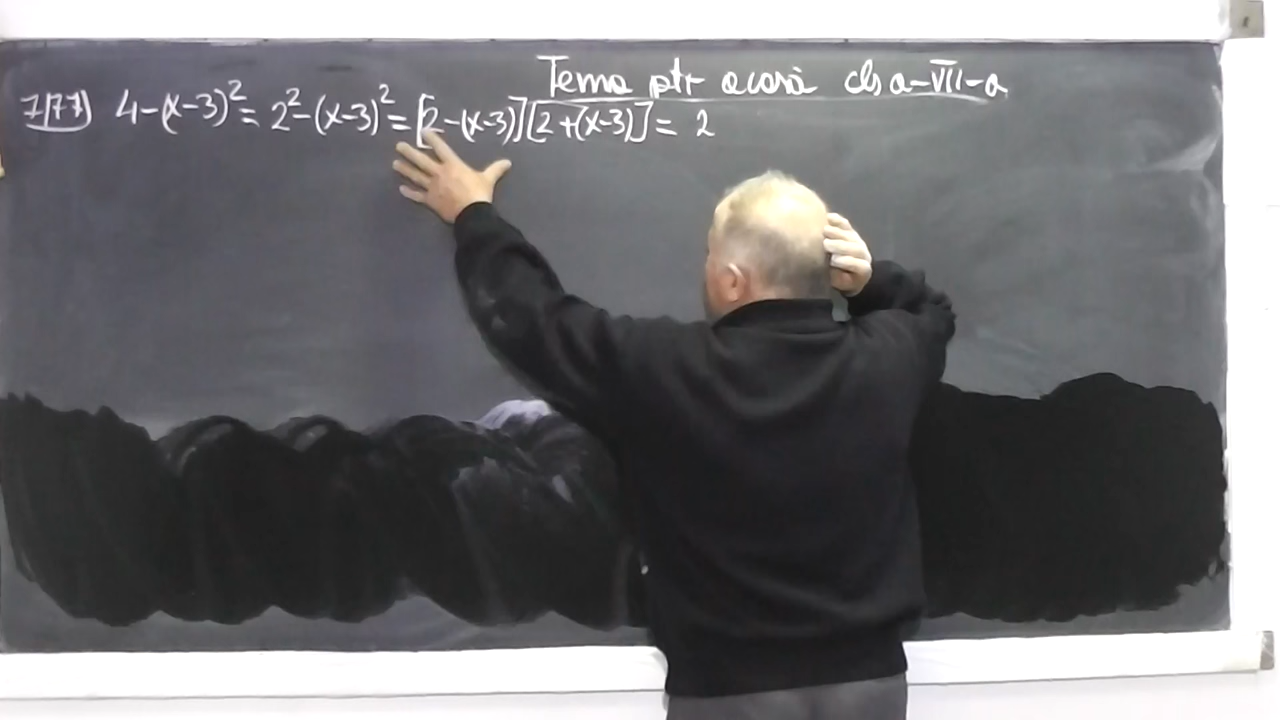 Tema ptr acasă cls a-VII-a
7/77) 4-(x-3)² = 2²-(x-3)² = [2-(x-3)][2+(x-3)] = 2